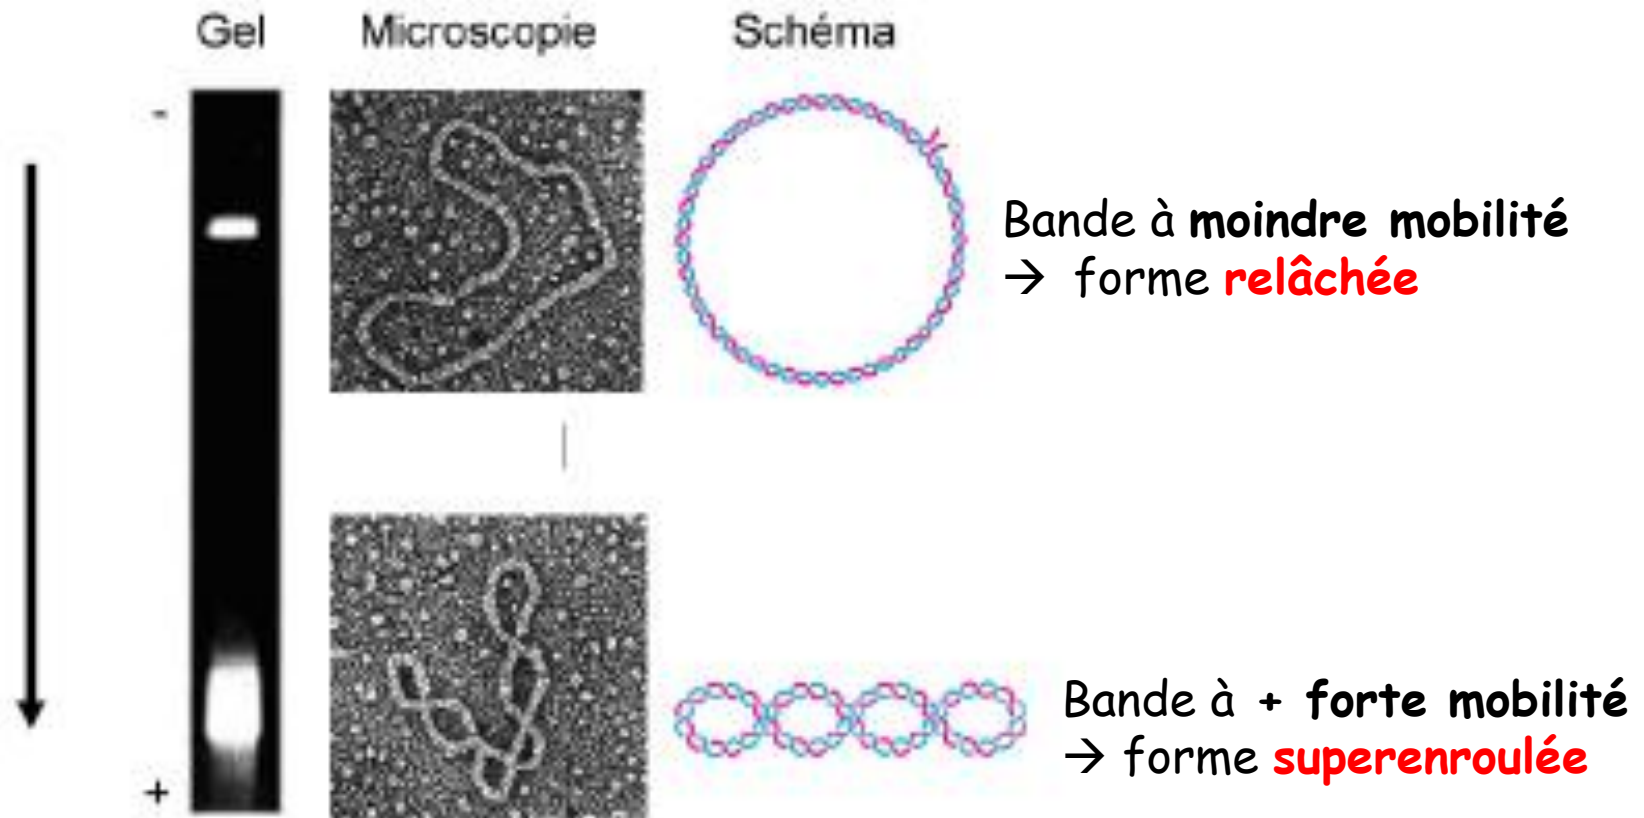 Gel Microscopie Schéma
-
Bande à moindre mobilité
→ forme relâchée
Bande à + forte mobilité
→ forme superenroulée
+